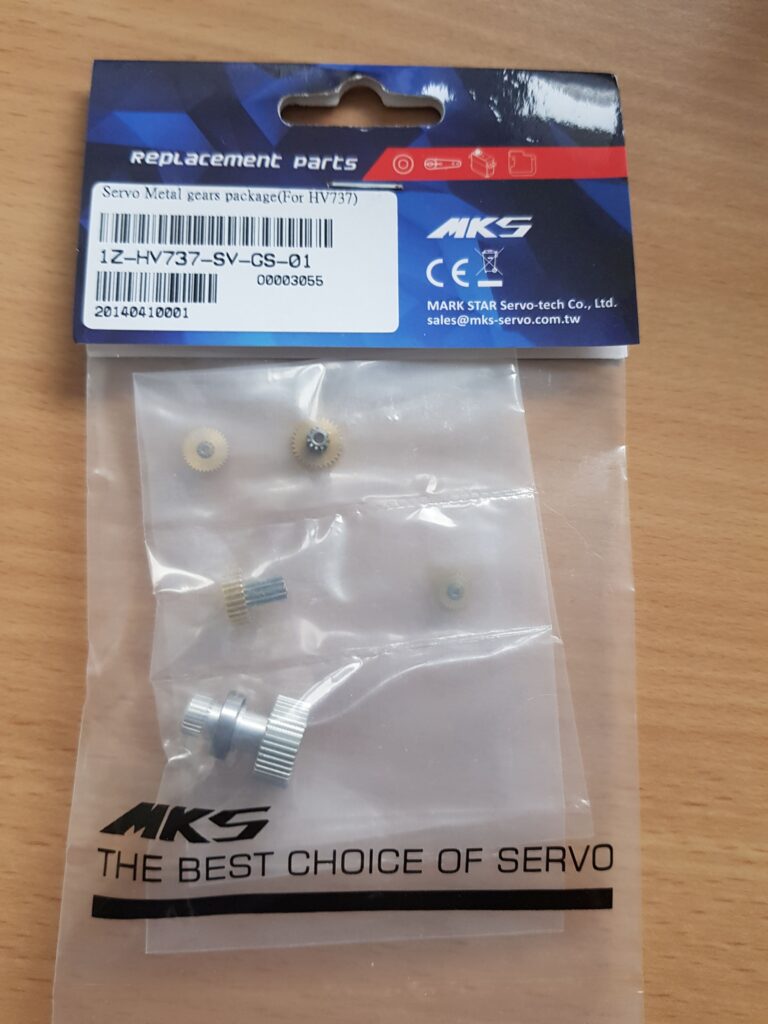 REPLACEMENT PARTS
Servo Metal gears package(For HV737)
1Z-HV737-SV-GS-01
00003055
20140410001
MKS
CE
MARK STAR Servo-tech Co., Ltd.
sales@mks-servo.com.tw
MKS
THE BEST CHOICE OF SERVO